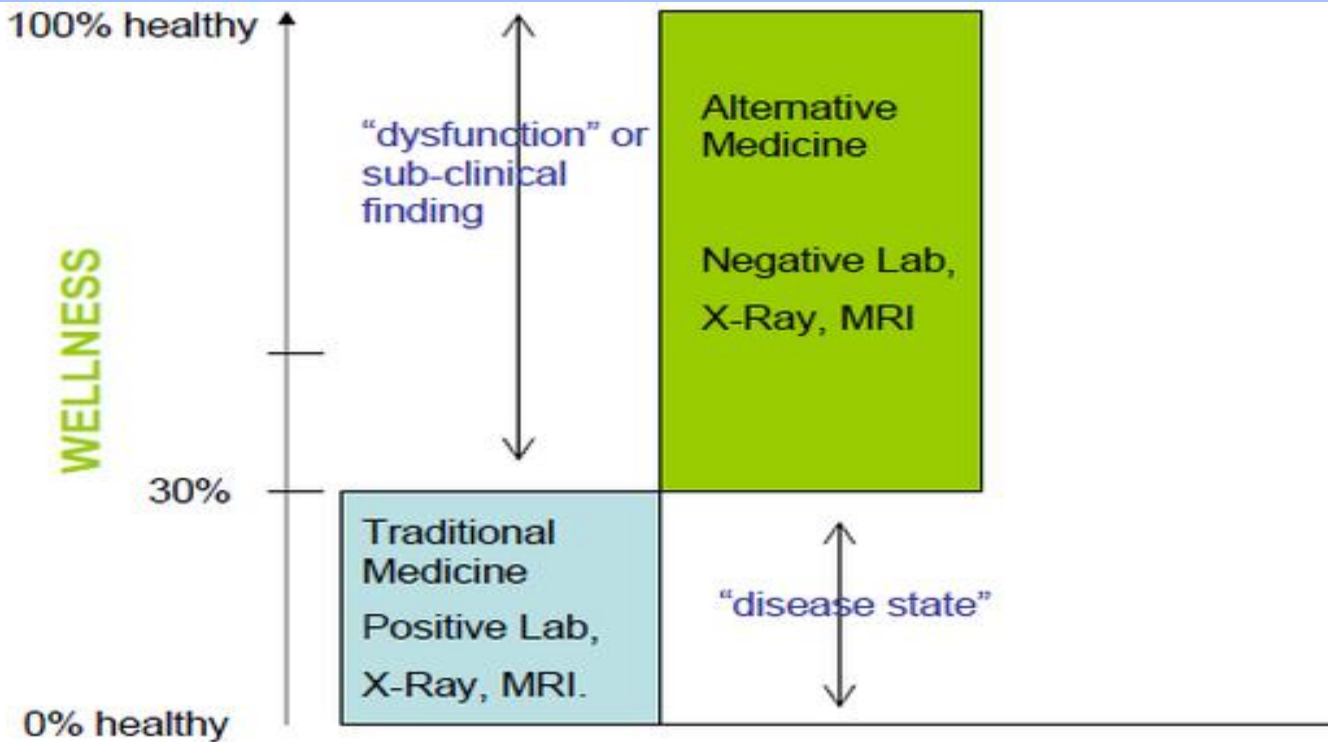 100% healthy
“dysfunction” or
sub-clinical
finding
Alternative
Medicine
Negative Lab,
X-Ray, MRI
WELLNESS
30%
Traditional
Medicine
Positive Lab,
X-Ray, MRI.
“disease state”
0% healthy